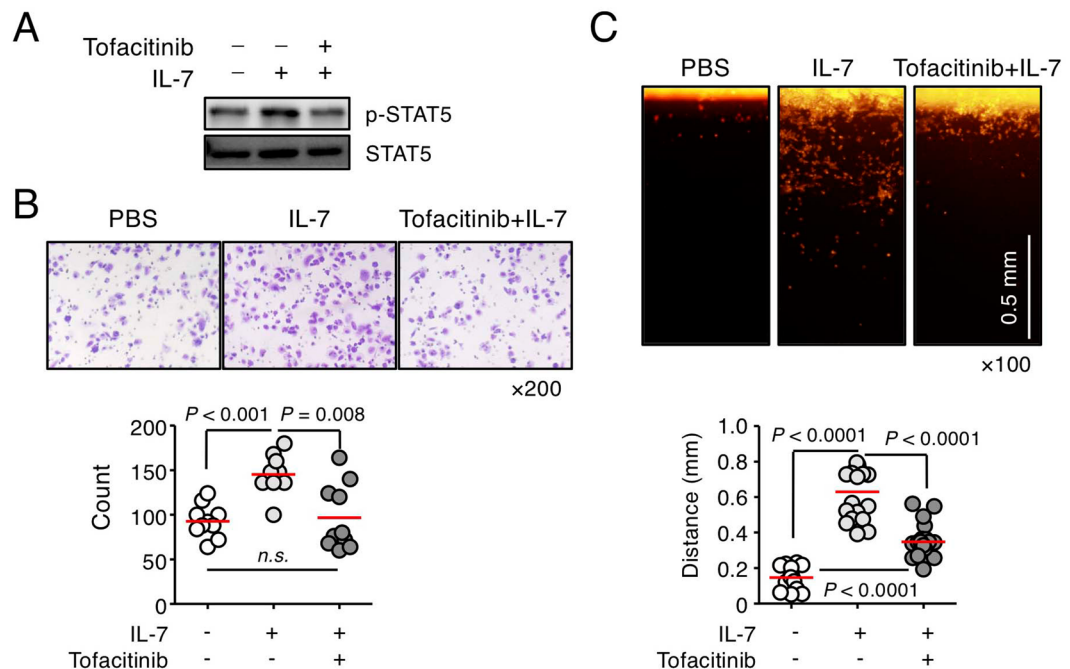 A
Tofacitinib – – +
IL-7 – + +
p-STAT5
STAT5
B
PBS IL-7 Tofacitinib+IL-7
×200
P < 0.001 P = 0.008
200
150
100
50
0
Count
n.s.
IL-7 - + +
Tofacitinib - - +
C
PBS IL-7 Tofacitinib+IL-7
0.5 mm
×100
1.0
0.8
0.6
0.4
0.2
0
Distance (mm)
P < 0.0001 P < 0.0001
P < 0.0001
IL-7 - + +
Tofacitinib - - +